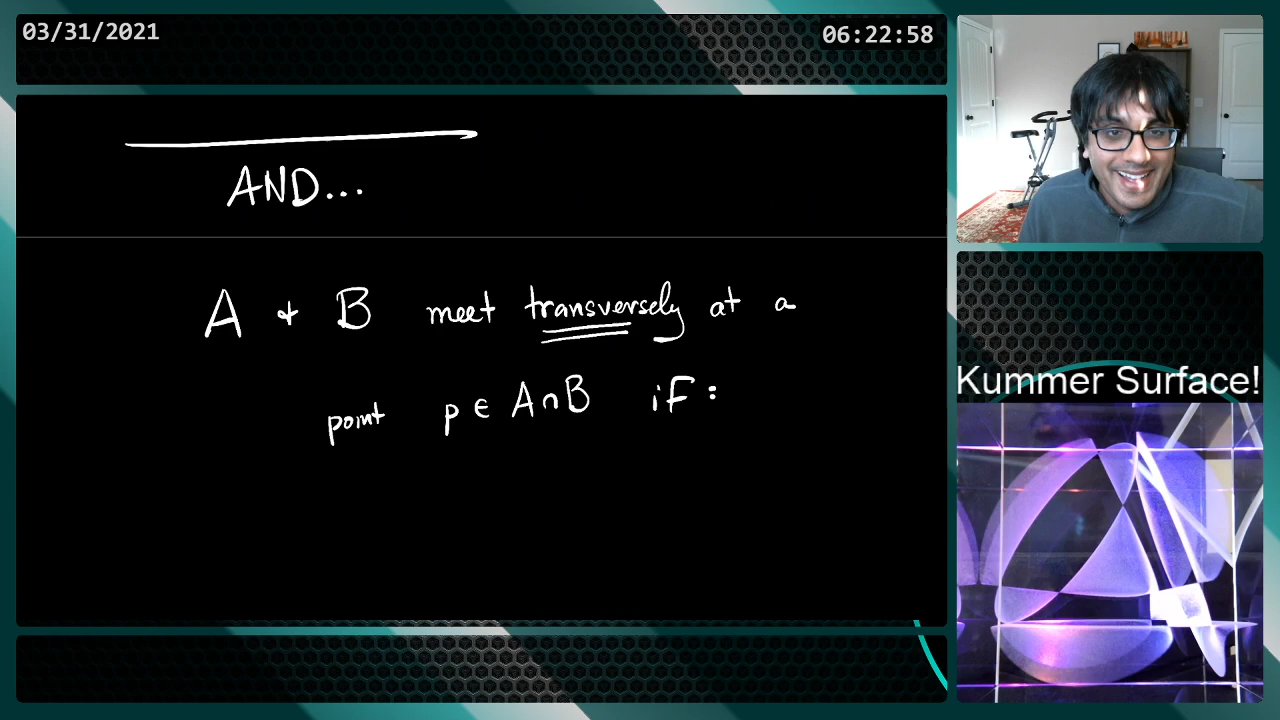 03/31/2021
06:22:58
AND...
A + B meet transversely at a
point p ∈ A∩B iF:
Kummer Surface!